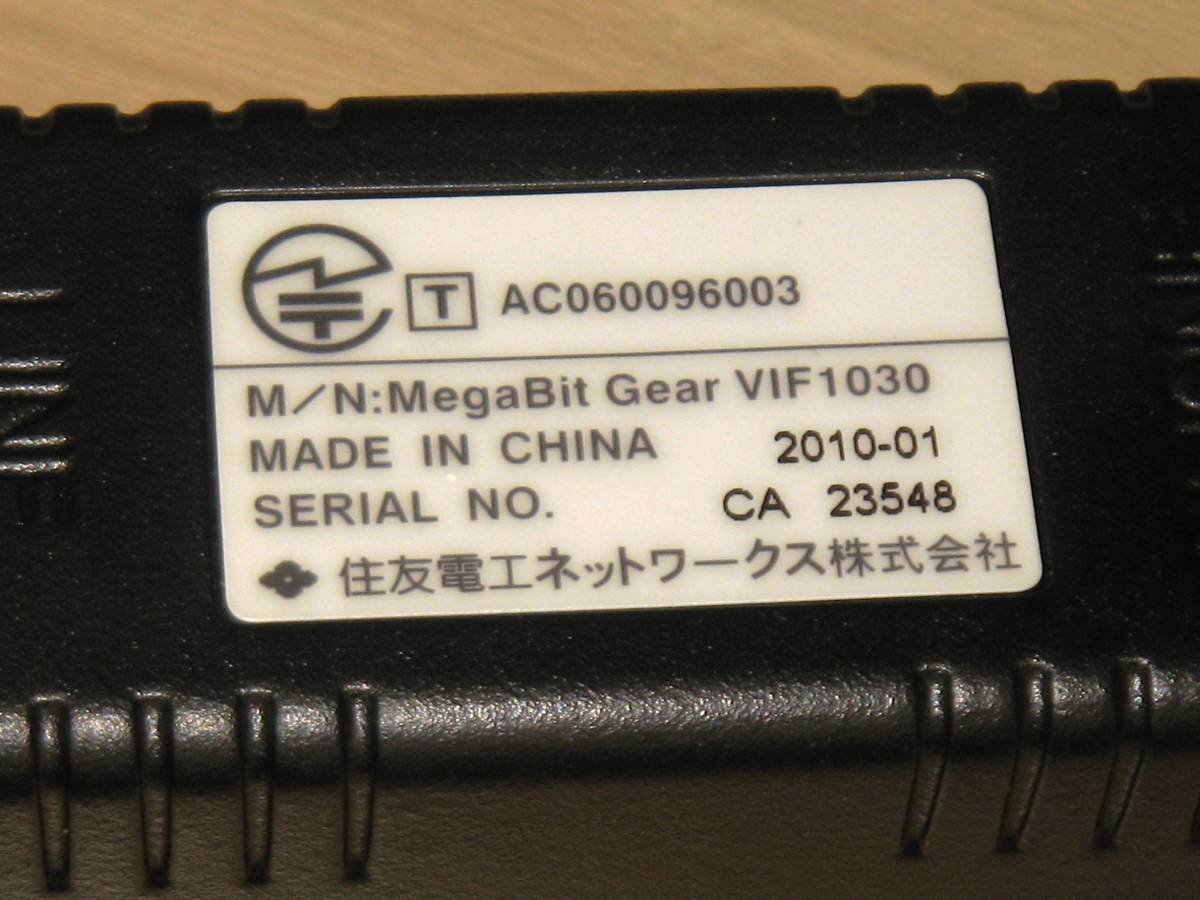 T AC060096003
M/N:MegaBit Gear VIF1030
MADE IN CHINA 2010-01
SERIAL NO. CA 23548
住友電工ネットワークス株式会社